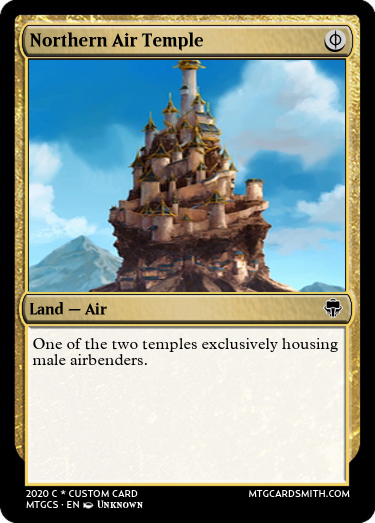 Northern Air Temple
Land — Air
One of the two temples exclusively housing
male airbenders.
2020 C * CUSTOM CARD
MTGCS · EN UNKNOWN
MTGCARDSMITH.COM